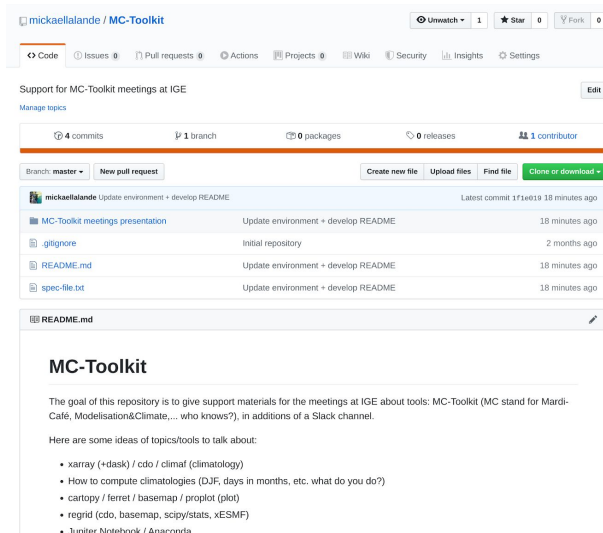 mickaellalande / MC-Toolkit
Unwatch 1 Star 0 Fork 0
Code Issues 0 Pull requests 0 Actions Projects 0 Wiki Security Insights Settings
Support for MC-Toolkit meetings at IGE Edit
Manage topics
4 commits 1 branch 0 packages 0 releases 1 contributor
Branch: master New pull request Create new file Upload files Find file Clone or download
mickaellalande Update environment + develop README Latest commit 1f1e019 18 minutes ago
MC-Toolkit meetings presentation Update environment + develop README 18 minutes ago
.gitignore Initial repository 2 months ago
README.md Update environment + develop README 18 minutes ago
spec-file.txt Update environment + develop README 18 minutes ago
README.md
MC-Toolkit
The goal of this repository is to give support materials for the meetings at IGE about tools: MC-Toolkit (MC stand for Mardi-
Café, Modelisation&Climate,... who knows?), in additions of a Slack channel.
Here are some ideas of topics/tools to talk about:
• xarray (+dask) / cdo / climaf (climatology)
• How to compute climatologies (DJF, days in months, etc. what do you do?)
• cartopy / ferret / basemap / proplot (plot)
• regrid (cdo, basemap, scipy/stats, xESMF)
• Jupiter Notebook / Anaconda